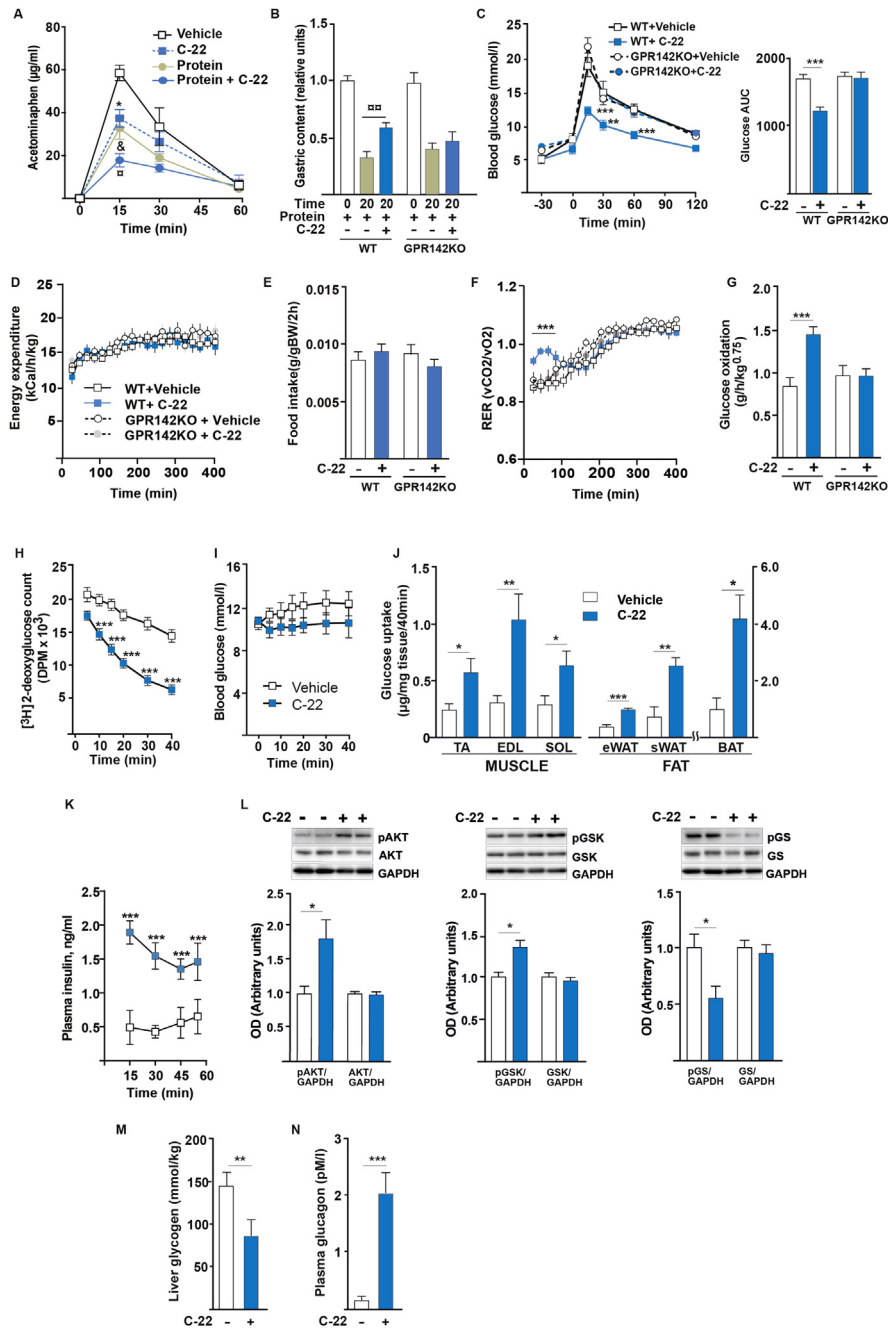 A
Acetominaphen (µg/ml)
80
60
40
20
0
*
&
¤
0 15 30 45 60
Time (min)
Vehicle
C-22
Protein
Protein + C-22
B
Gastric content (relative units)
1.5
1.0
0.5
0
¤¤
Time 0 20 20 0 20 20
Protein + + + + + +
C-22 - - + - - +
WT GPR142KO
C
Blood glucose (mmol/l)
25
20
15
10
5
0
WT+Vehicle
WT+ C-22
GPR142KO+Vehicle
GPR142KO+C-22
***
**
***
-30 0 30 60 120
Time (min)
Glucose AUC
2000
1000
0
***
C-22 - + - +
WT GPR142KO
D
Energy expenditure
(kCal/h/kg)
25
20
15
10
5
WT+Vehicle
WT+ C-22
GPR142KO + Vehicle
GPR142KO + C-22
0 100 200 300 400
Time (min)
E
Food intake(g/gBW/2h)
0.015
0.010
0.005
0
C-22 - + - +
WT GPR142KO
F
RER (vCO2/vO2)
1.2
1.0
0.8
0.6
***
0 100 200 300 400
Time (min)
G
Glucose oxidation
(g/h/kg0.75)
2.0
1.5
1.0
0.5
0
***
C-22 - + - +
WT GPR142KO
H
[³H]2-deoxyglucose count
(DPM x 10³)
25
20
15
10
5
***
***
***
***
***
0 10 20 30 40
Time (min)
I
Blood glucose (mmol/l)
15
12
9
6
3
0
Vehicle
C-22
0 10 20 30 40
Time (min)
J
Glucose uptake
(µg/mg tissue/40min)
1.5
1.0
0.5
0
6.0
4.0
2.0
Vehicle
C-22
*
**
*
***
**
*
TA EDL SOL eWAT sWAT BAT
MUSCLE FAT
K
Plasma insulin, ng/ml
2.5
2.0
1.5
1.0
0.5
***
***
***
***
15 30 45 60
Time (min)
L
C-22 - - + +
pAKT
AKT
GAPDH
OD (Arbitrary units)
2.5
2.0
1.5
1.0
0.5
0
*
pAKT/
GAPDH
AKT/
GAPDH
C-22 - - + +
pGSK
GSK
GAPDH
OD (Arbitrary units)
2.0
1.5
1.0
0.5
0
*
pGSK/
GAPDH
GSK/
GAPDH
C-22 - - + +
pGS
GS
GAPDH
OD (Arbitrary units)
1.5
1.0
0.5
0
*
pGS/
GAPDH
GS/
GAPDH
M
Liver glycogen (mmol/kg)
200
150
100
50
0
**
C-22 - +
N
Plasma glucagon (pM/l)
3
2
1
0
***
C-22 - +